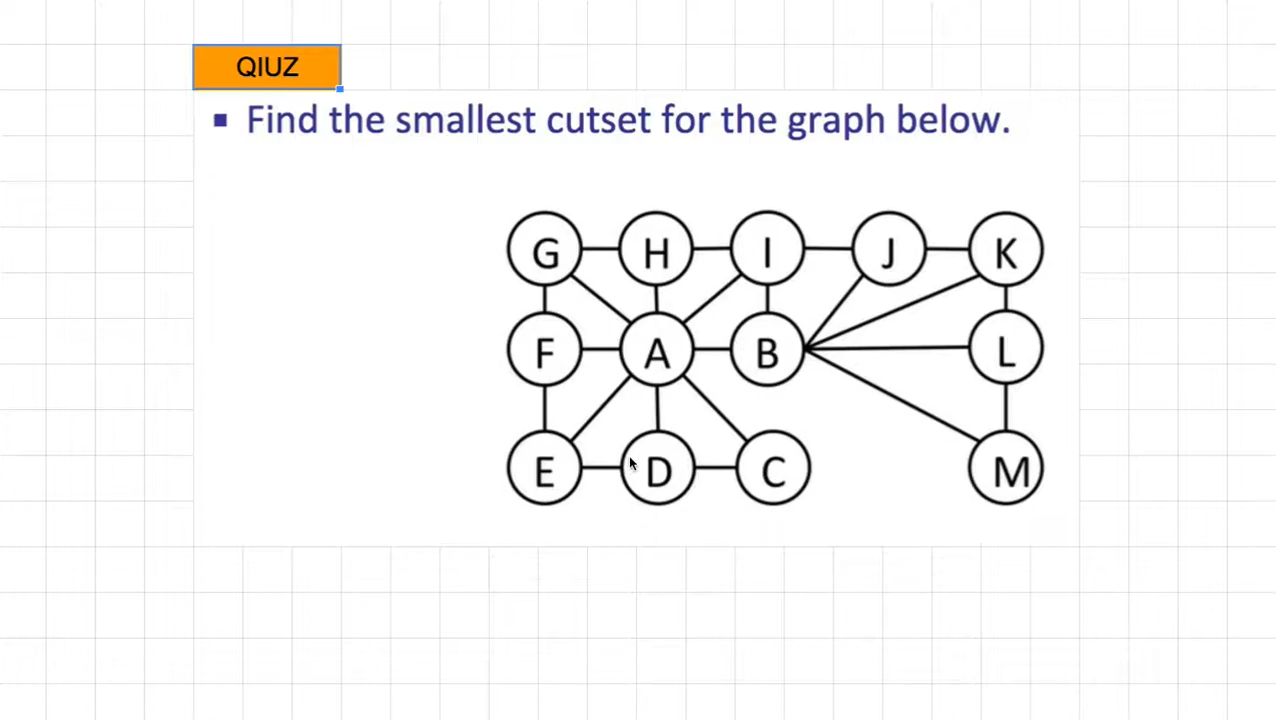 QIUZ
Find the smallest cutset for the graph below.
G H I J K
F A B L
E D C M